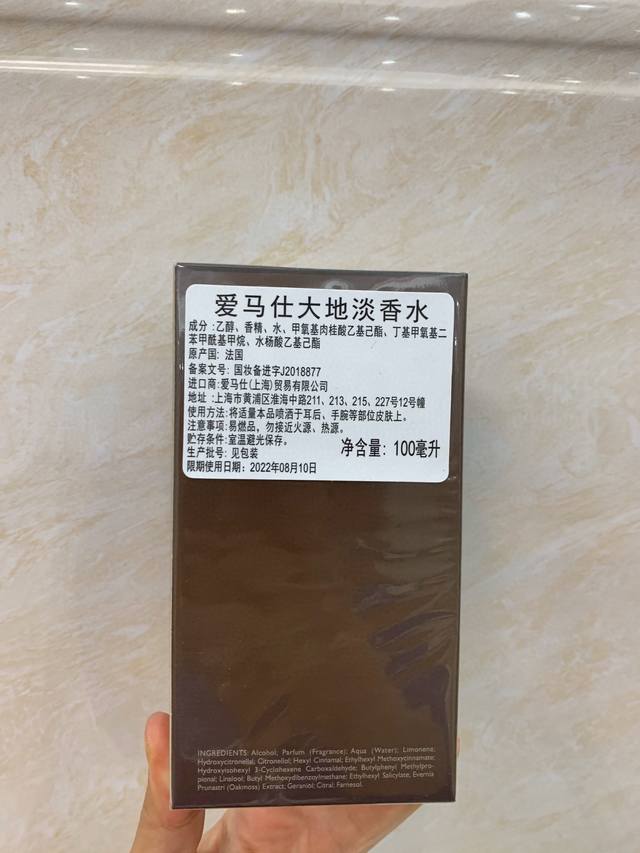 爱马仕大地淡香水
成分:乙醇、香精、水、甲氧基肉桂酸乙基己酯、丁基甲氧基二
苯甲酰基甲烷、水杨酸乙基己酯
原产国: 法国
备案文号: 国妆备进字J2018877
进口商: 爱马仕(上海)贸易有限公司
地址 :上海市黄浦区淮海中路211、213、215、227号12号幢
使用方法:将适量本品喷洒于耳后、手腕等部位皮肤上。
注意事项:易燃品,勿接近火源、热源。
贮存条件:室温避光保存。
净含量: 100毫升
生产批号: 见包装
限期使用日期: 2022年08月10日
INGREDIENTS: Alcohol; Parfum (Fragrance); Aqua (Water); Limonene;
Hydroxycitronellal; Citronellol; Hexyl Cinnamal; Ethylhexyl Methoxycinnamate;
Hydroxyisohexyl 3-Cyclohexene Carboxaldehyde; Butylphenyl Methylpro-
pional; Linalool; Butyl Methoxydibenzoylmethane; Ethylhexyl Salicylate; Evernia
Prunastri (Oakmoss) Extract; Geraniol; Citral; Farnesol.